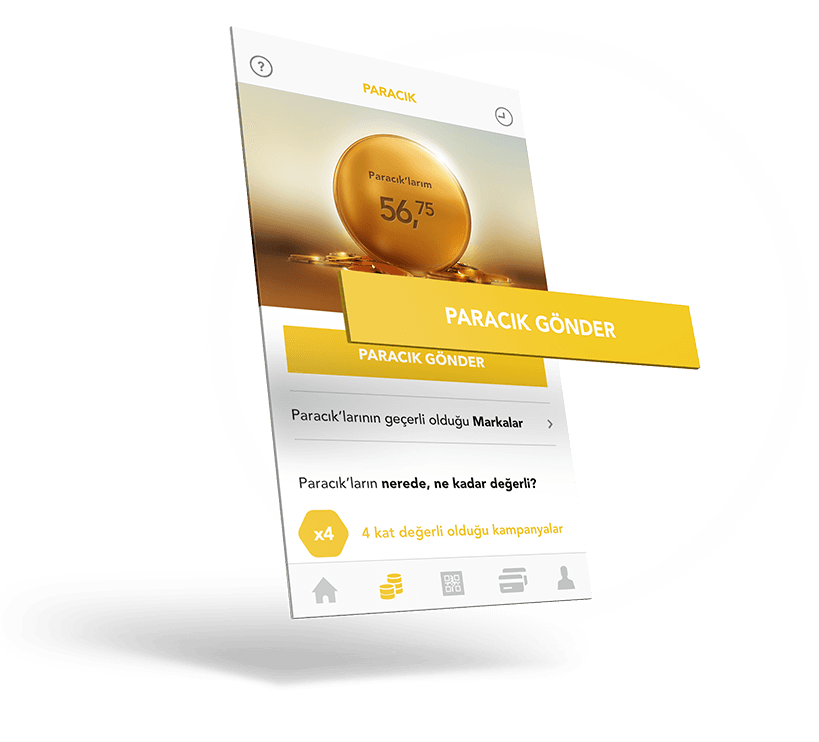 ?
PARACIK
Paracık'larım
56,75
PARACIK GÖNDER
PARACIK GÖNDER
Paracık'larının geçerli olduğu Markalar
Paracık'ların nerede, ne kadar değerli?
x4
4 kat değerli olduğu kampanyalar